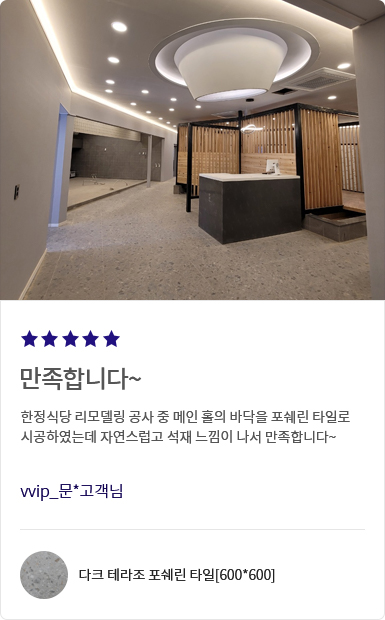 만족합니다~
한정식당 리모델링 공사 중 메인 홀의 바닥을 포쉐린 타일로
시공하였는데 자연스럽고 석재 느낌이 나서 만족합니다~
vvip_문*고객님
다크 테라조 포쉐린 타일[600*600]